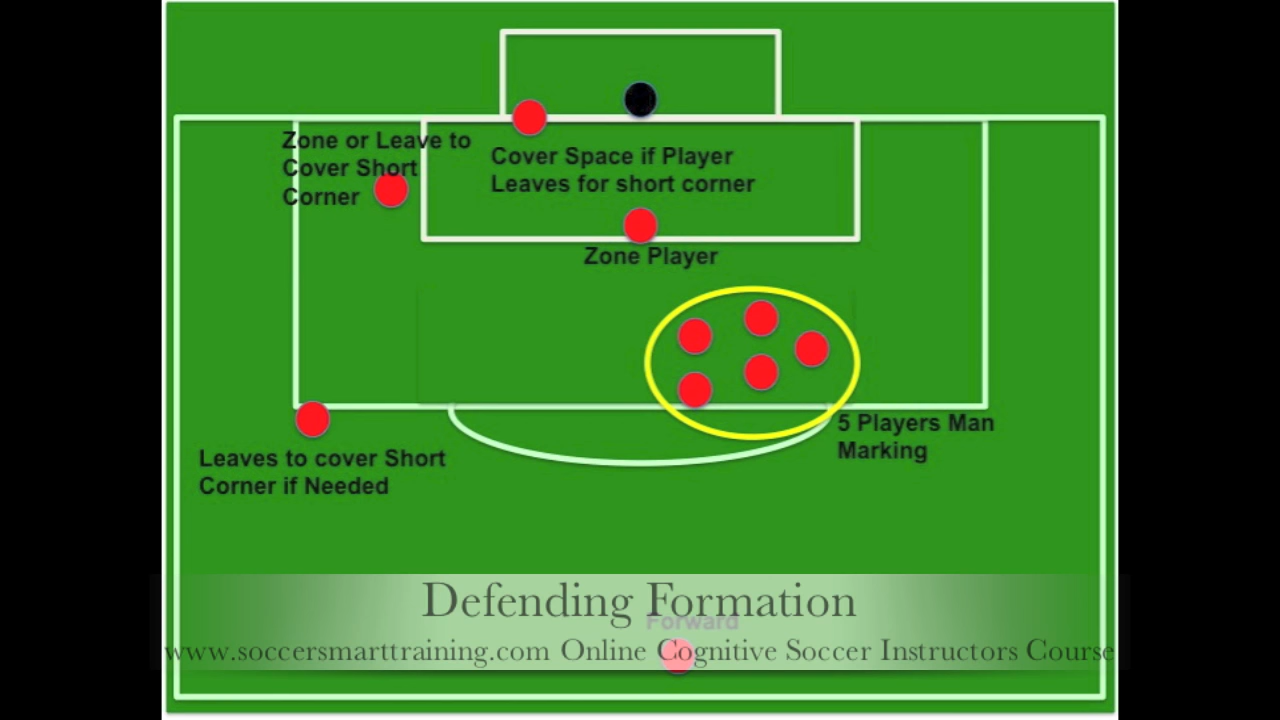 Zone or Leave to
Cover Short
Corner
Cover Space if Player
Leaves for short corner
Zone Player
5 Players Man
Marking
Leaves to cover Short
Corner if Needed
Defending Formation
Forward
www.soccersmarttraining.com Online Cognitive Soccer Instructors Course